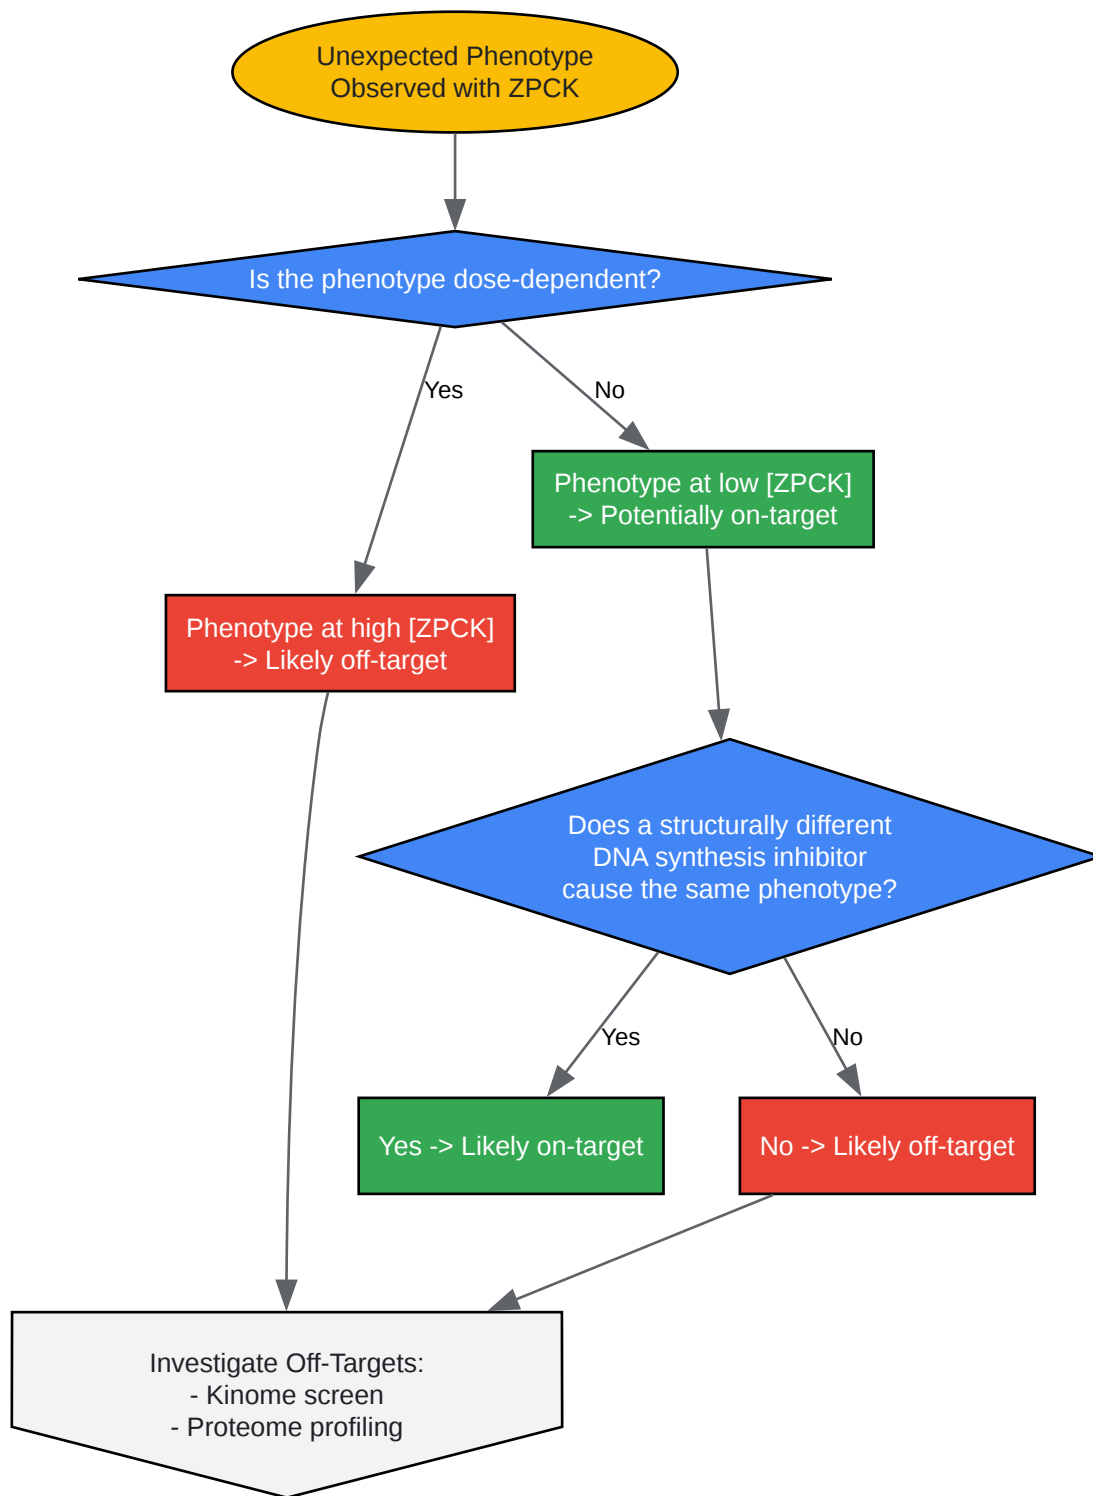 Unexpected Phenotype
Observed with ZPCK
Is the phenotype dose-dependent?
Yes
No
Phenotype at low [ZPCK]
-> Potentially on-target
Phenotype at high [ZPCK]
-> Likely off-target
Does a structurally different
DNA synthesis inhibitor
cause the same phenotype?
Yes
No
Yes -> Likely on-target
No -> Likely off-target
Investigate Off-Targets:
- Kinome screen
- Proteome profiling